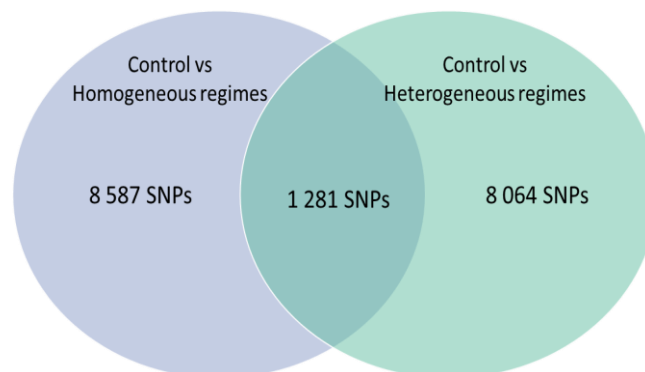 Control vs
Homogeneous regimes
Control vs
Heterogeneous regimes
8 587 SNPs
1 281 SNPs
8 064 SNPs